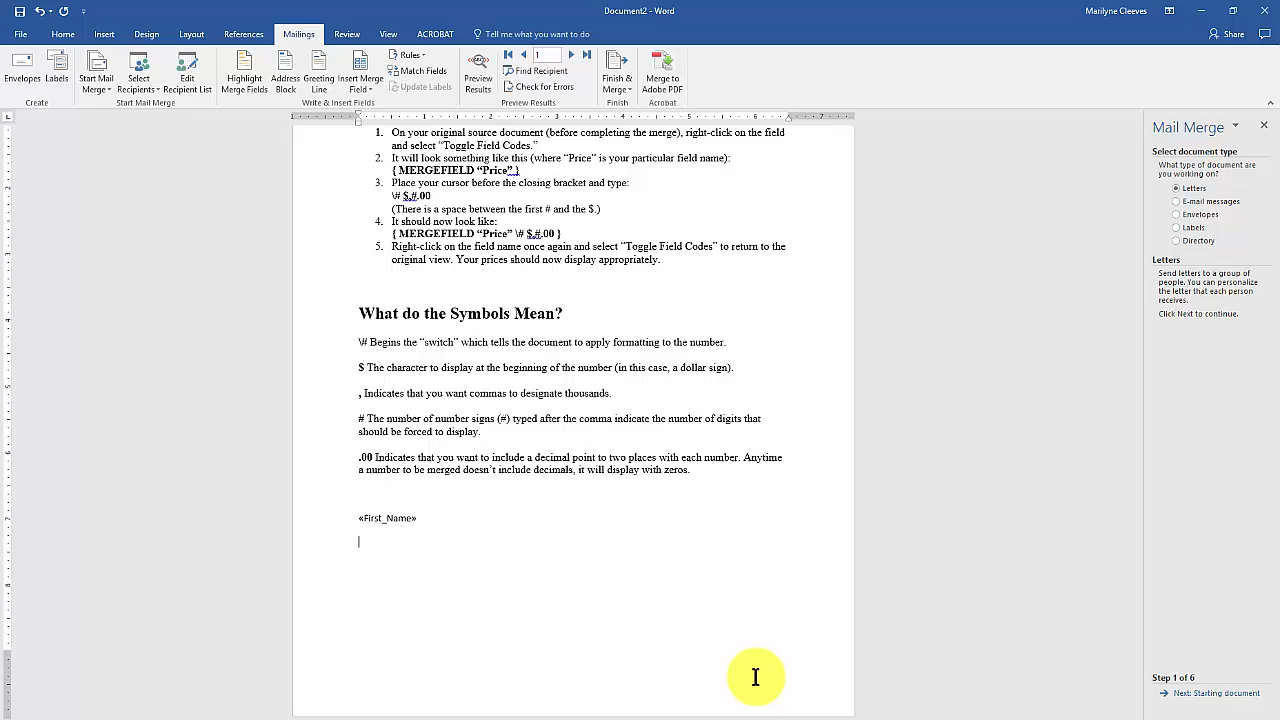 Document2 - Word
Marilyne Cleeves
File Home Insert Design Layout References Mailings Review View ACROBAT Tell me what you want to do Share
Envelopes Labels Start Mail Merge Select Recipients Edit Recipient List Highlight Merge Fields Address Block Greeting Line Insert Merge Field Rules Match Fields Update Labels Preview Results 1 Find Recipient Check for Errors Finish & Merge Merge to Adobe PDF
Create Start Mail Merge Write & Insert Fields Preview Results Finish Acrobat
1 1 2 3 4 5 6 7
1. On your original source document (before completing the merge), right-click on the field
and select “Toggle Field Codes.”
2. It will look something like this (where “Price” is your particular field name):
{ MERGEFIELD “Price” }
3. Place your cursor before the closing bracket and type:
\# $,#.00
(There is a space between the first # and the $.)
4. It should now look like:
{ MERGEFIELD “Price” \# $,#.00 }
5. Right-click on the field name once again and select “Toggle Field Codes” to return to the
original view. Your prices should now display appropriately.
What do the Symbols Mean?
\# Begins the “switch” which tells the document to apply formatting to the number.
$ The character to display at the beginning of the number (in this case, a dollar sign).
, Indicates that you want commas to designate thousands.
# The number of number signs (#) typed after the comma indicate the number of digits that
should be forced to display.
.00 Indicates that you want to include a decimal point to two places with each number. Anytime
a number to be merged doesn’t include decimals, it will display with zeros.
«First_Name»
Mail Merge
Select document type
What type of document are
you working on?
Letters
E-mail messages
Envelopes
Labels
Directory
Letters
Send letters to a group of
people. You can personalize
the letter that each person
receives.
Click Next to continue.
Step 1 of 6
Next: Starting document